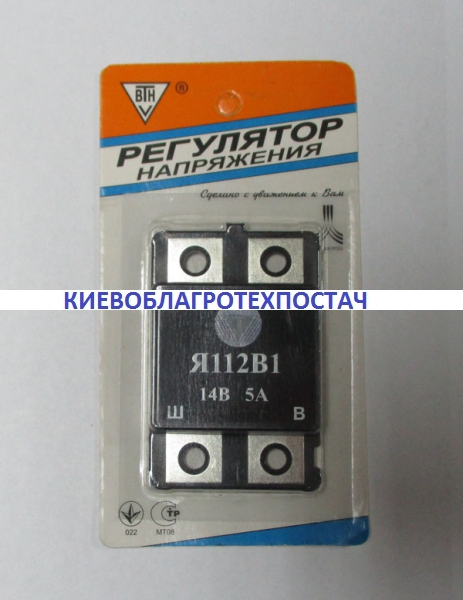 ВТН
®
РЕГУЛЯТОР
НАПРЯЖЕНИЯ
Сделано с уважением к Вам
КИЕВОБЛАГРОТЕХПОСТАЧ
Я112В1
14В 5А
Ш В
022
ТР
МТ08